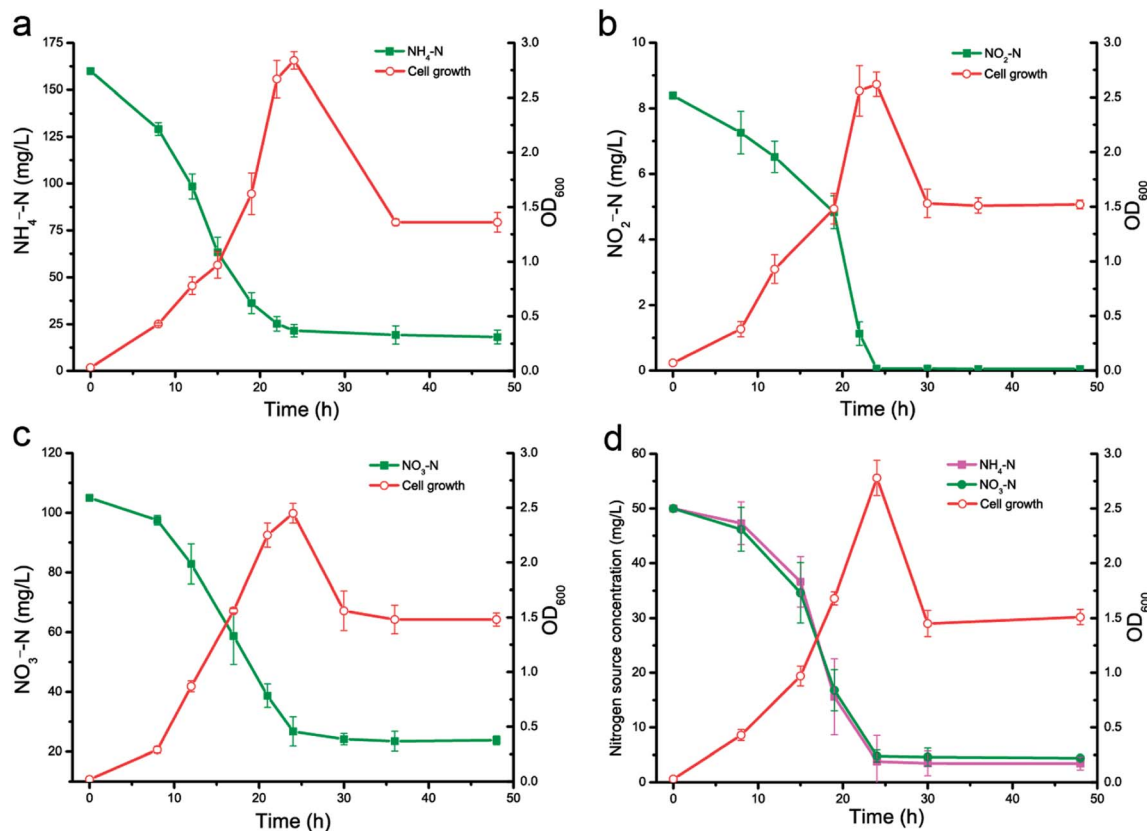 a
NH₄-N
Cell growth
175
150
125
100
75
50
25
0
3.0
2.5
2.0
1.5
1.0
0.5
0.0
NH₄⁻-N (mg/L)
OD₆₀₀
0 10 20 30 40 50
Time (h)
b
NO₂-N
Cell growth
10
8
6
4
2
0
3.0
2.5
2.0
1.5
1.0
0.5
0.0
NO₂⁻-N (mg/L)
OD₆₀₀
0 10 20 30 40 50
Time (h)
c
NO₃-N
Cell growth
120
100
80
60
40
20
3.0
2.5
2.0
1.5
1.0
0.5
0.0
NO₃⁻-N (mg/L)
OD₆₀₀
0 10 20 30 40 50
Time (h)
d
NH₄-N
NO₃-N
Cell growth
60
50
40
30
20
10
0
3.0
2.5
2.0
1.5
1.0
0.5
0.0
Nitrogen source concentration (mg/L)
OD₆₀₀
0 10 20 30 40 50
Time (h)